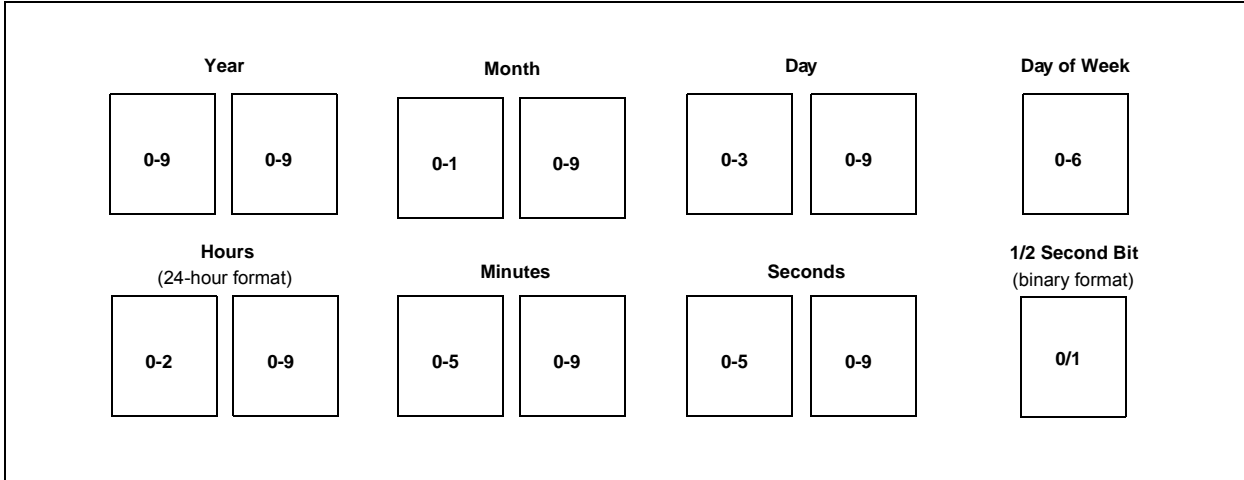 Year Month Day Day of Week
0-9 0-9 0-1 0-9 0-3 0-9 0-6
Hours
(24-hour format)
Minutes Seconds
1/2 Second Bit
(binary format)
0-2 0-9 0-5 0-9 0-5 0-9 0/1